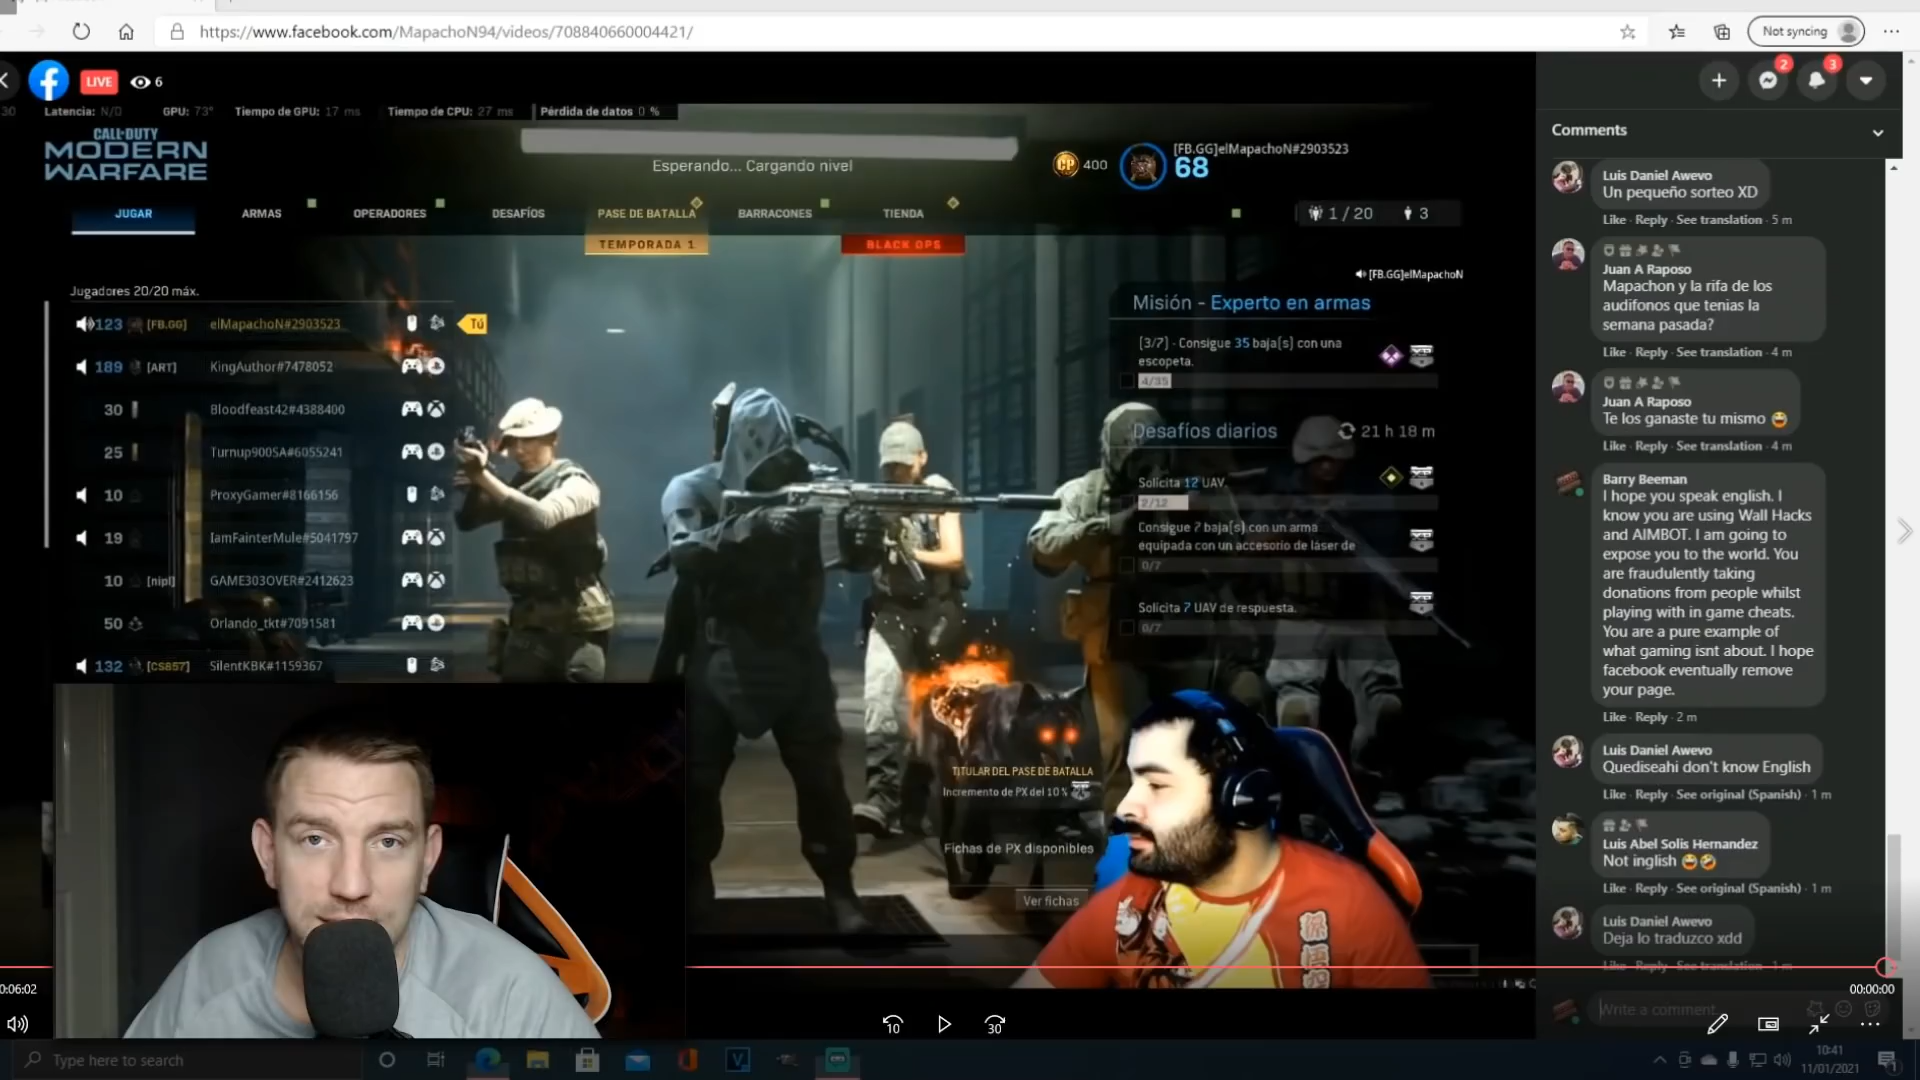 https://www.facebook.com/MapachoN94/videos/708840660004421/
Not syncing
LIVE
6
2
3
30
Latencia: N/D
GPU: 73°
Tiempo de GPU: 17 ms
Tiempo de CPU: 27 ms
Pérdida de datos 0 %
CALL OF DUTY
MODERN
WARFARE
Esperando... Cargando nivel
CP 400
[FB.GG]elMapachoN#2903523
68
JUGAR
ARMAS
OPERADORES
DESAFÍOS
PASE DE BATALLA
BARRACONES
TIENDA
1 / 20
3
TEMPORADA 1
BLACK OPS
[FB.GG]elMapachoN
Jugadores 20/20 máx.
123 [FB.GG] elMapachoN#2903523 Tú
189 [ART] KingAuthor#7478052
30 Bloodfeast42#4388400
25 Turnup900SA#6055241
10 ProxyGamer#8166156
19 IamFainterMule#5041797
10 [nipl] GAME303OVER#2412623
50 Orlando_tkt#7091581
132 [CS857] SilentKBK#1159367
Misión - Experto en armas
[3/7] - Consigue 35 baja(s) con una
escopeta.
4/35
Desafíos diarios
21 h 18 m
Solicita 12 UAV.
2/12
Consigue 7 baja(s) con un arma
equipada con un accesorio de láser de
0/7
Solicita 7 UAV de respuesta.
0/7
TITULAR DEL PASE DE BATALLA
Incremento de PX del 10 %
Fichas de PX disponibles
Ver fichas
Comments
Luis Daniel Awevo
Un pequeño sorteo XD
Like · Reply · See translation · 5 m
Juan A Raposo
Mapachon y la rifa de los
audifonos que tenias la
semana pasada?
Like · Reply · See translation · 4 m
Juan A Raposo
Te los ganaste tu mismo 😅
Like · Reply · See translation · 4 m
Barry Beeman
I hope you speak english. I
know you are using Wall Hacks
and AIMBOT. I am going to
expose you to the world. You
are fraudulently taking
donations from people whilst
playing with in game cheats.
You are a pure example of
what gaming isnt about. I hope
facebook eventually remove
your page.
Like · Reply · 2 m
Luis Daniel Awevo
Quediseahi don't know English
Like · Reply · See original (Spanish) · 1 m
Luis Abel Solis Hernandez
Not inglish 😂🤣
Like · Reply · See original (Spanish) · 1 m
Luis Daniel Awevo
Deja lo traduzco xdd
Like · Reply · See translation · 1 m
Write a comment...
0:06:02
00:00:00
10
30
Type here to search
10:41
11/01/2021